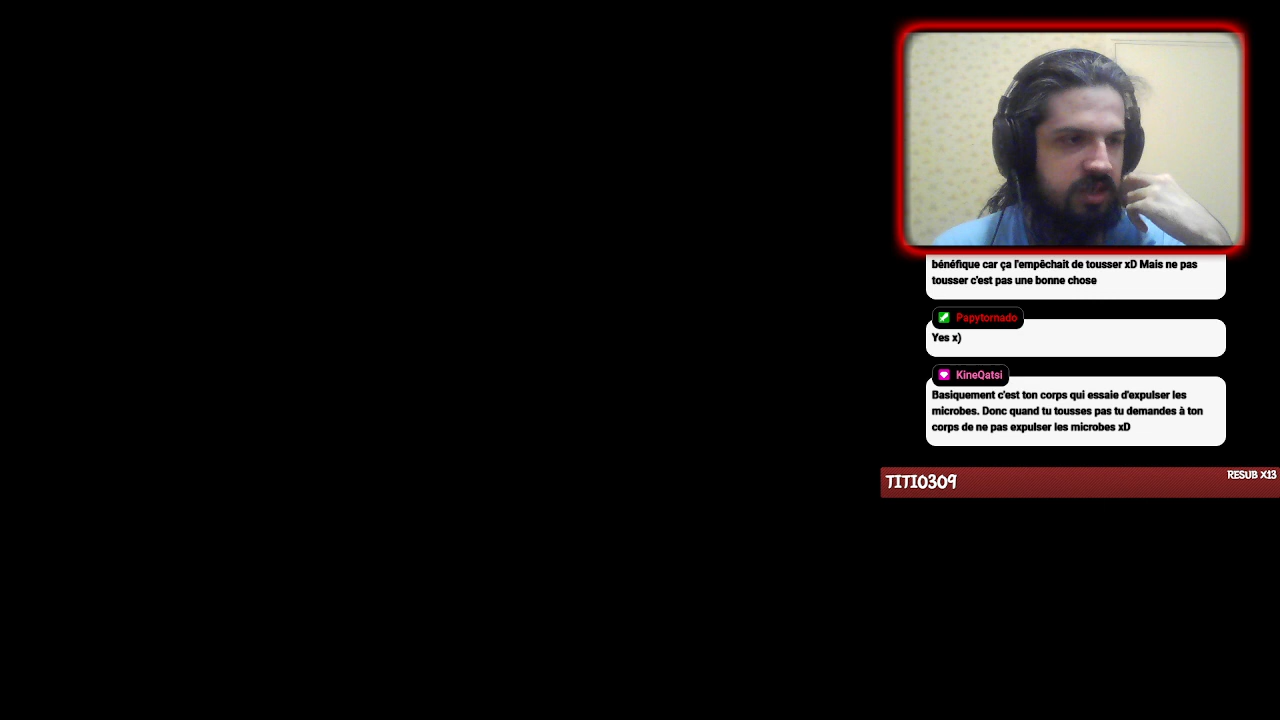 bénéfique car ça l'empêchait de tousser xD Mais ne pas
tousser c'est pas une bonne chose
Papytornado
Yes x)
KineQatsi
Basiquement c'est ton corps qui essaie d'expulser les
microbes. Donc quand tu tousses pas tu demandes à ton
corps de ne pas expulser les microbes xD
TITI0309
RESUB X13